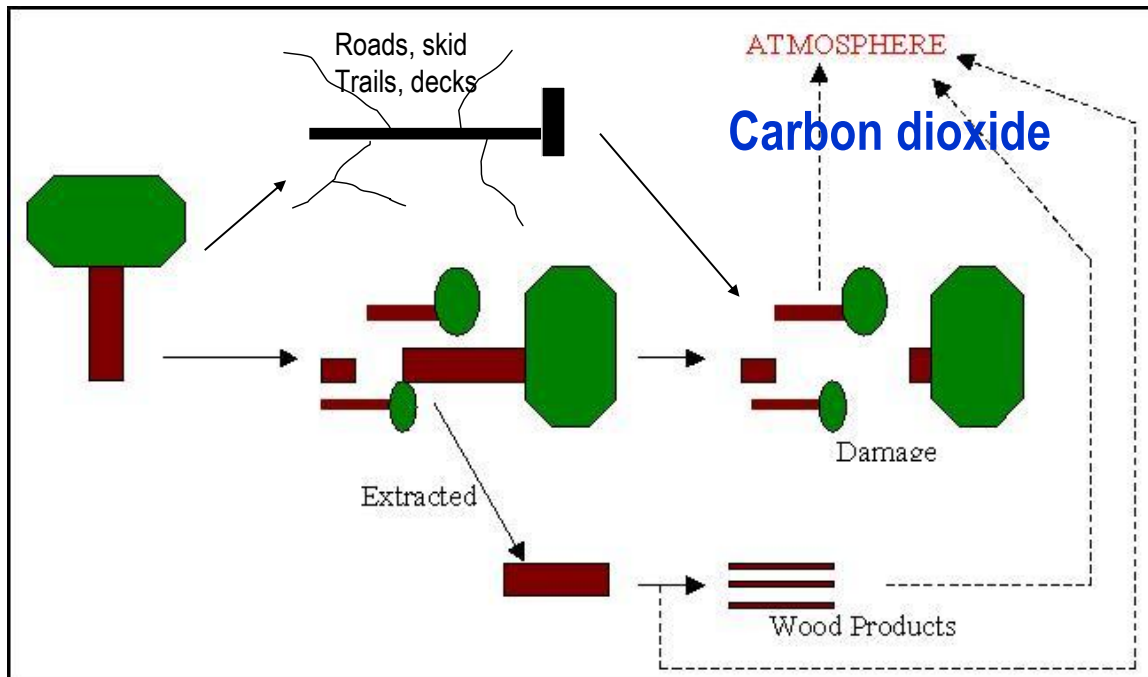 Roads, skid
Trails, decks
ATMOSPHERE
Carbon dioxide
Damage
Extracted
Wood Products